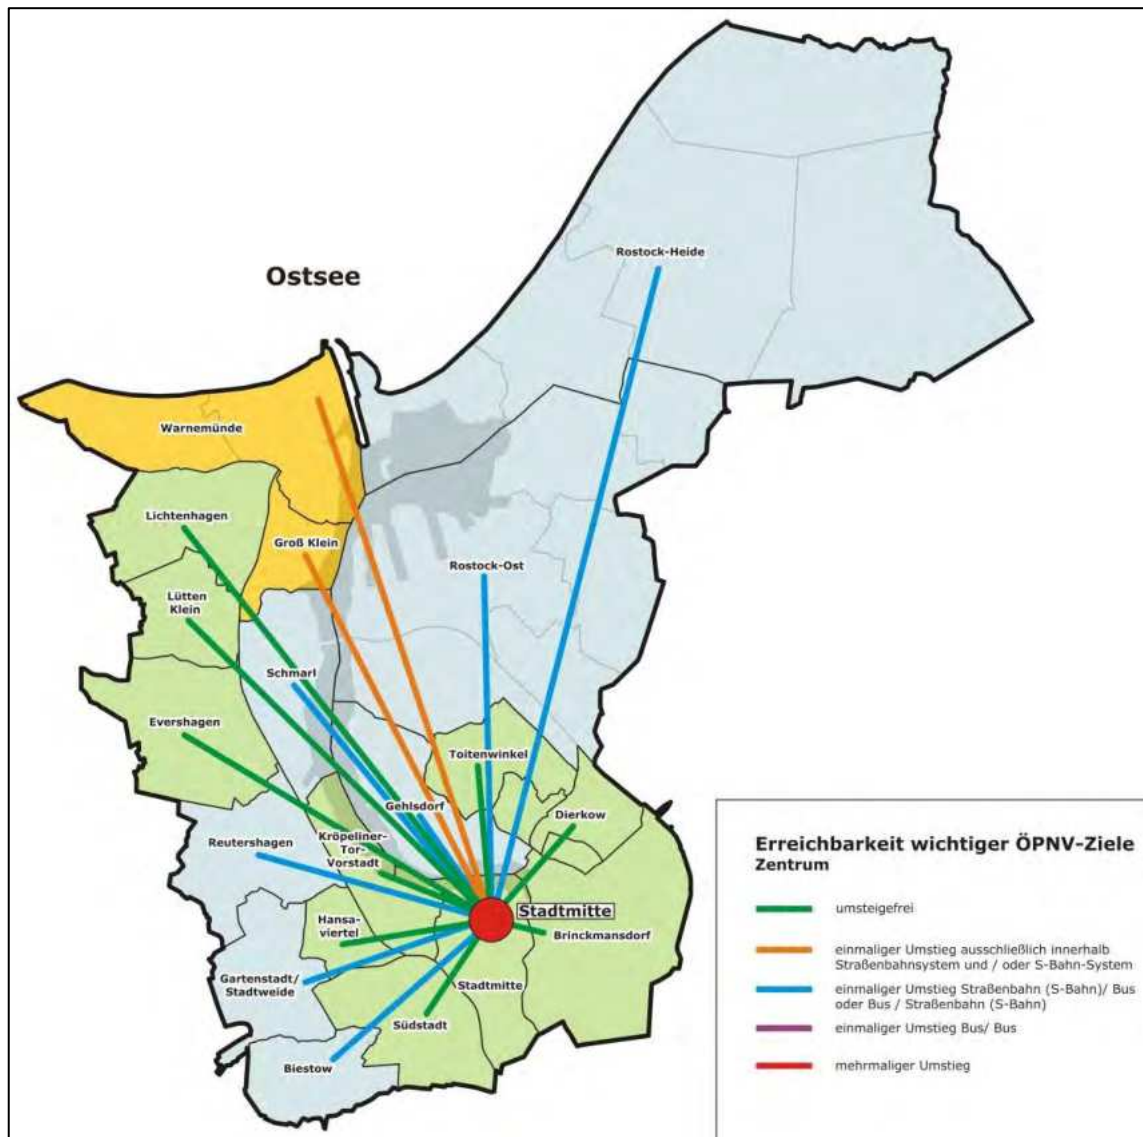 Rostock-Heide
Ostsee
Warnemünde
Lichtenhagen
Groß Klein
Rostock-Ost
Lütten
Klein
Schmarl
Evershagen
Toitenwinkel
Gehlsdorf
Dierkow
Reutershagen
Kröpeliner-
Tor-
Vorstadt
Stadtmitte
Hansa-
viertel
Brinckmansdorf
Gartenstadt/
Stadtweide
Stadtmitte
Südstadt
Biestow
Erreichbarkeit wichtiger ÖPNV-Ziele
Zentrum
umsteigefrei
einmaliger Umstieg ausschließlich innerhalb
Straßenbahnsystem und / oder S-Bahn-System
einmaliger Umstieg Straßenbahn (S-Bahn)/ Bus
oder Bus / Straßenbahn (S-Bahn)
einmaliger Umstieg Bus/ Bus
mehrmaliger Umstieg